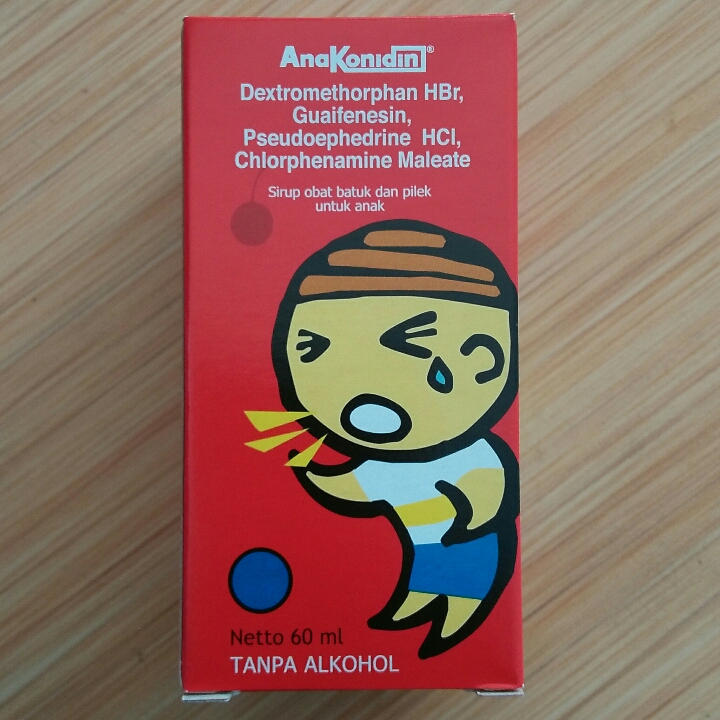 AnaKonidin®
Dextromethorphan HBr,
Guaifenesin,
Pseudoephedrine HCl,
Chlorphenamine Maleate
Sirup obat batuk dan pilek
untuk anak
Netto 60 ml
TANPA ALKOHOL